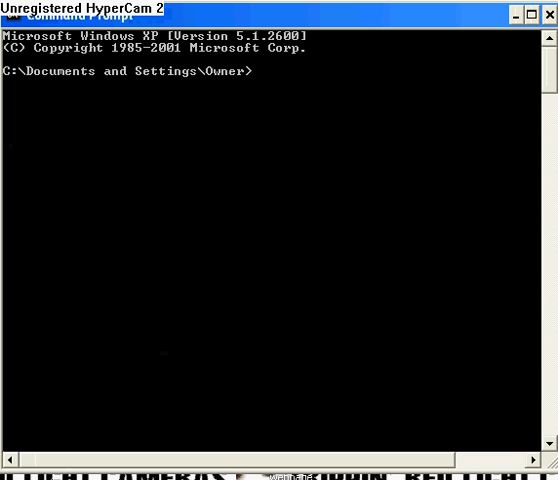 Unregistered HyperCam 2
Command Prompt
Microsoft Windows XP [Version 5.1.2600]
(C) Copyright 1985-2001 Microsoft Corp.
C:\Documents and Settings\Owner>